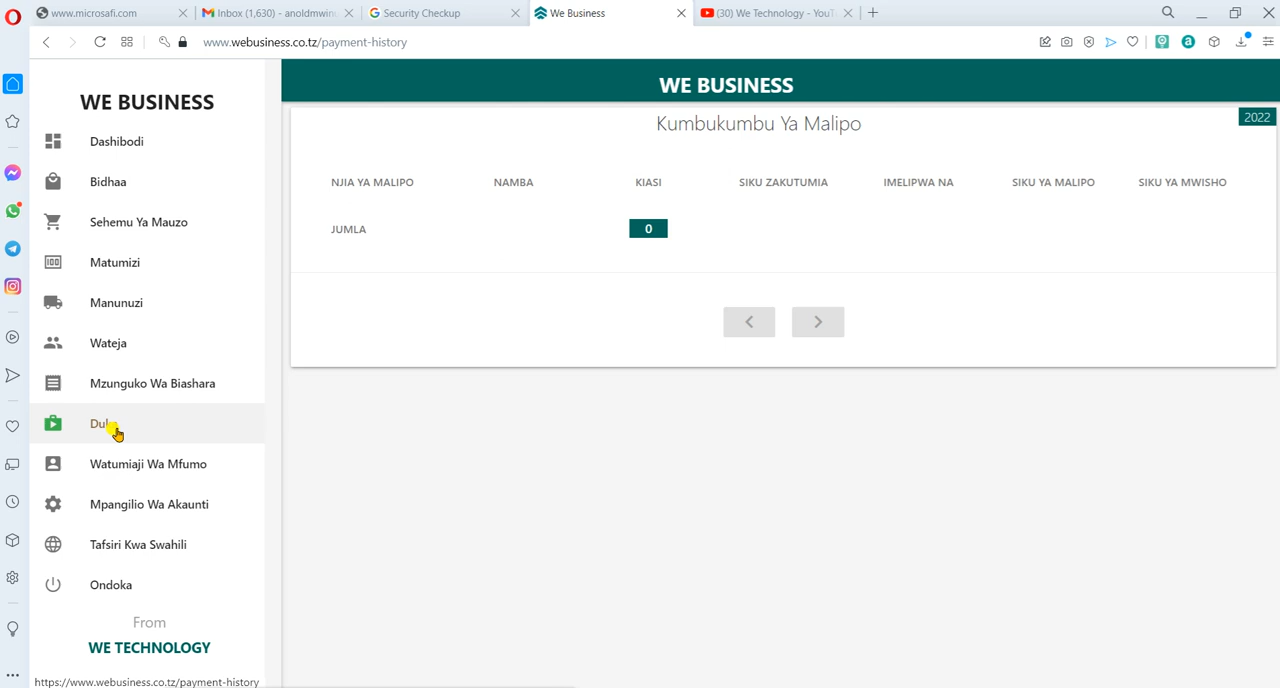 www.microsafi.com
Inbox (1,630) - anoldmwin
Security Checkup
We Business
(30) We Technology - YouT
www.webusiness.co.tz/payment-history
WE BUSINESS
Dashibodi
Bidhaa
Sehemu Ya Mauzo
Matumizi
Manunuzi
Wateja
Mzunguko Wa Biashara
Watumiaji Wa Mfumo
Mpangilio Wa Akaunti
Tafsiri Kwa Swahili
Ondoka
From
WE TECHNOLOGY
https://www.webusiness.co.tz/payment-history
WE BUSINESS
Kumbukumbu Ya Malipo
2022
NJIA YA MALIPO NAMBA KIASI SIKU ZAKUTUMIA IMELIPWA NA SIKU YA MALIPO SIKU YA MWISHO
JUMLA 0